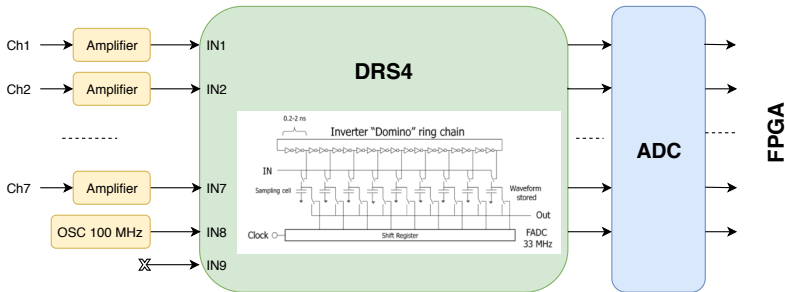 DRS4
Ch1
Amplifier
IN1
Ch2
Amplifier
IN2
0.2-2 ns
Inverter "Domino" ring chain
IN
Sampling cell
Waveform
stored
Out
Clock
Shift Register
FADC
33 MHz
Ch7
Amplifier
IN7
OSC 100 MHz
IN8
X
IN9
ADC
FPGA